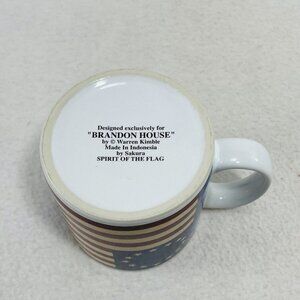 Designed exclusively for
"BRANDON HOUSE"
by © Warren Kimble
Made In Indonesia
by Sakura
SPIRIT OF THE FLAG